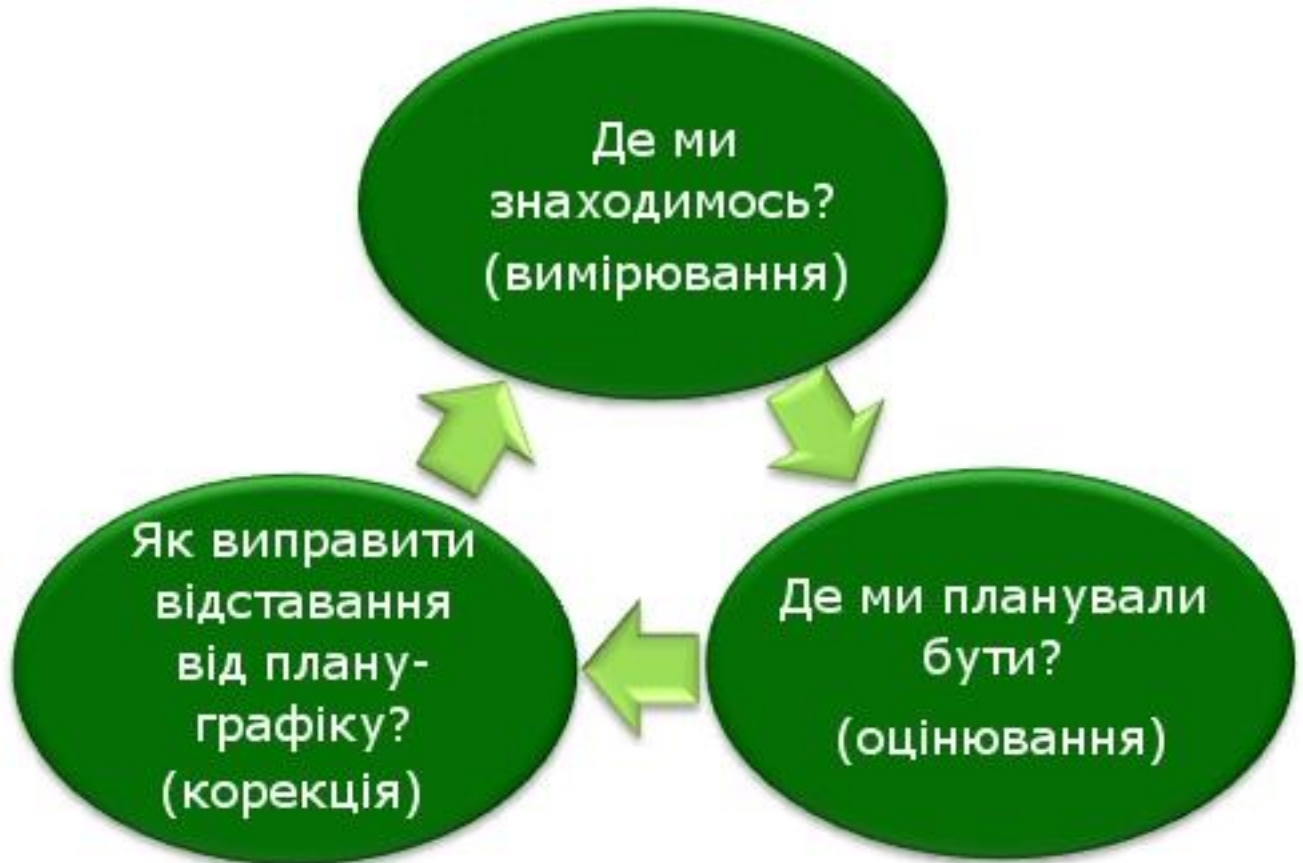 Де ми
знаходимось?
(вимірювання)
Де ми планували
бути?
(оцінювання)
Як виправити
відставання
від плану-
графіку?
(корекція)